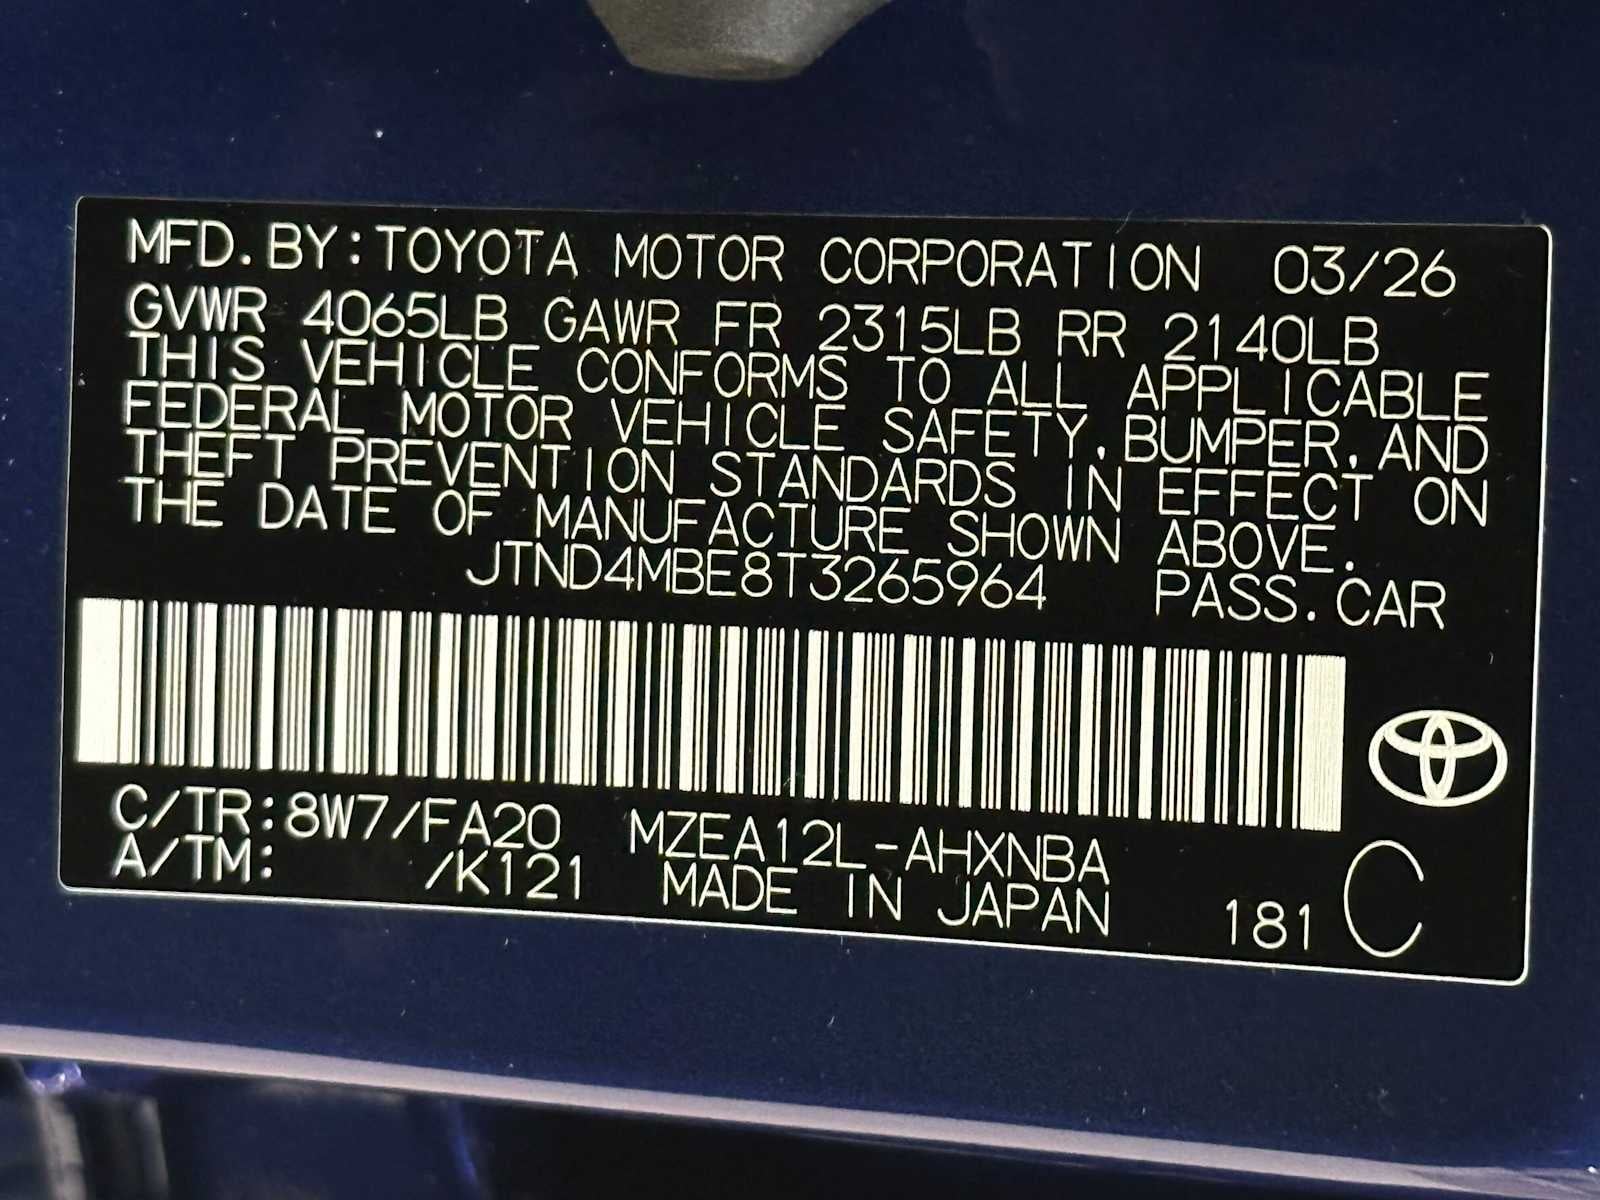 MFD. BY: TOYOTA MOTOR CORPORATION 03/26
GVWR 4065LB GAWR FR 2315LB RR 2140LB
THIS VEHICLE CONFORMS TO ALL APPLICABLE
FEDERAL MOTOR VEHICLE SAFETY, BUMPER, AND
THEFT PREVENTION STANDARDS IN EFFECT ON
THE DATE OF MANUFACTURE SHOWN ABOVE.
JTND4MBE8T3265964 PASS. CAR
C/TR: 8W7/FA20 MZEA12L-AHXNBA
A/TM: /K121 MADE IN JAPAN 181 C